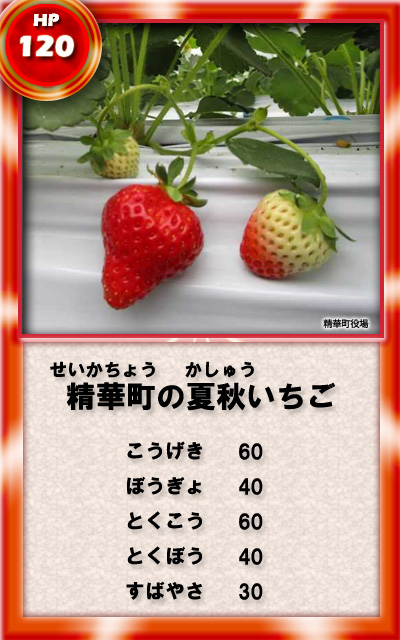 HP
120
精華町役場
せいかちょう かしゅう
精華町の夏秋いちご
こうげき 60
ぼうぎょ 40
とくこう 60
とくぼう 40
すばやさ 30